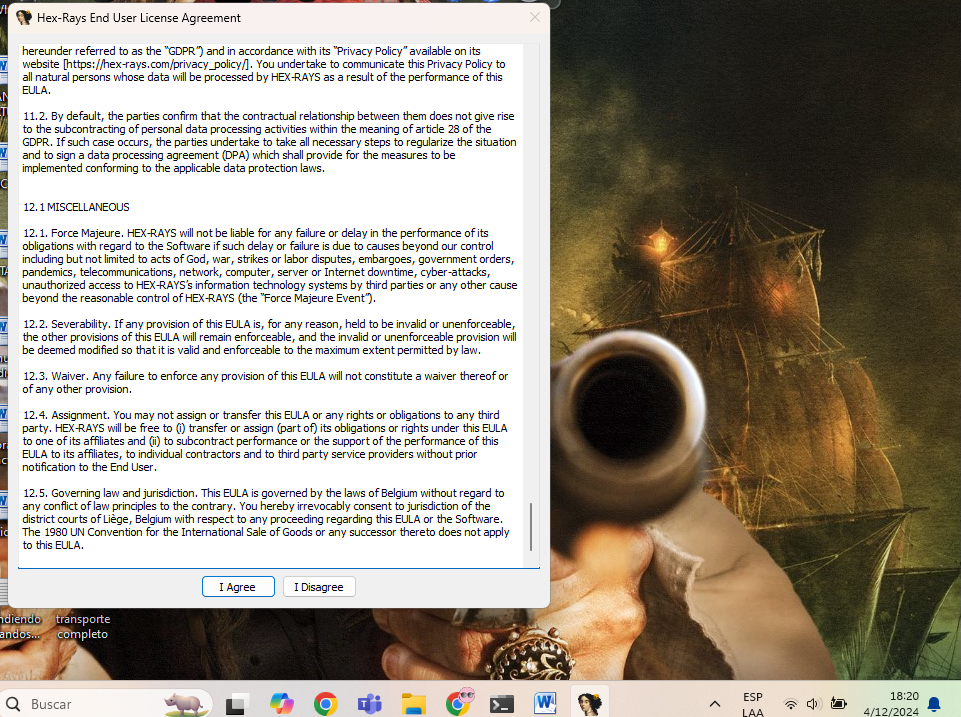 Hex-Rays End User License Agreement
hereunder referred to as the “GDPR”) and in accordance with its “Privacy Policy” available on its
website [https://hex-rays.com/privacy_policy/]. You undertake to communicate this Privacy Policy to
all natural persons whose data will be processed by HEX-RAYS as a result of the performance of this
EULA.
11.2. By default, the parties confirm that the contractual relationship between them does not give rise
to the subcontracting of personal data processing activities within the meaning of article 28 of the
GDPR. If such case occurs, the parties undertake to take all necessary steps to regularize the situation
and to sign a data processing agreement (DPA) which shall provide for the measures to be
implemented conforming to the applicable data protection laws.
12.1 MISCELLANEOUS
12.1. Force Majeure. HEX-RAYS will not be liable for any failure or delay in the performance of its
obligations with regard to the Software if such delay or failure is due to causes beyond our control
including but not limited to acts of God, war, strikes or labor disputes, embargoes, government orders,
pandemics, telecommunications, network, computer, server or Internet downtime, cyber-attacks,
unauthorized access to HEX-RAYS’s information technology systems by third parties or any other cause
beyond the reasonable control of HEX-RAYS (the “Force Majeure Event”).
12.2. Severability. If any provision of this EULA is, for any reason, held to be invalid or unenforceable,
the other provisions of this EULA will remain enforceable, and the invalid or unenforceable provision will
be deemed modified so that it is valid and enforceable to the maximum extent permitted by law.
12.3. Waiver. Any failure to enforce any provision of this EULA will not constitute a waiver thereof or
of any other provision.
12.4. Assignment. You may not assign or transfer this EULA or any rights or obligations to any third
party. HEX-RAYS will be free to (i) transfer or assign (part of) its obligations or rights under this EULA
to one of its affiliates and (ii) to subcontract performance or the support of the performance of this
EULA to its affiliates, to individual contractors and to third party service providers without prior
notification to the End User.
12.5. Governing law and jurisdiction. This EULA is governed by the laws of Belgium without regard to
any conflict of law principles to the contrary. You hereby irrevocably consent to jurisdiction of the
district courts of Liège, Belgium with respect to any proceeding regarding this EULA or the Software.
The 1980 UN Convention for the International Sale of Goods or any successor thereto does not apply
to this EULA.
I Agree
I Disagree
ndiendo
andos...
transporte
completo
Buscar
ESP
LAA
18:20
4/12/2024